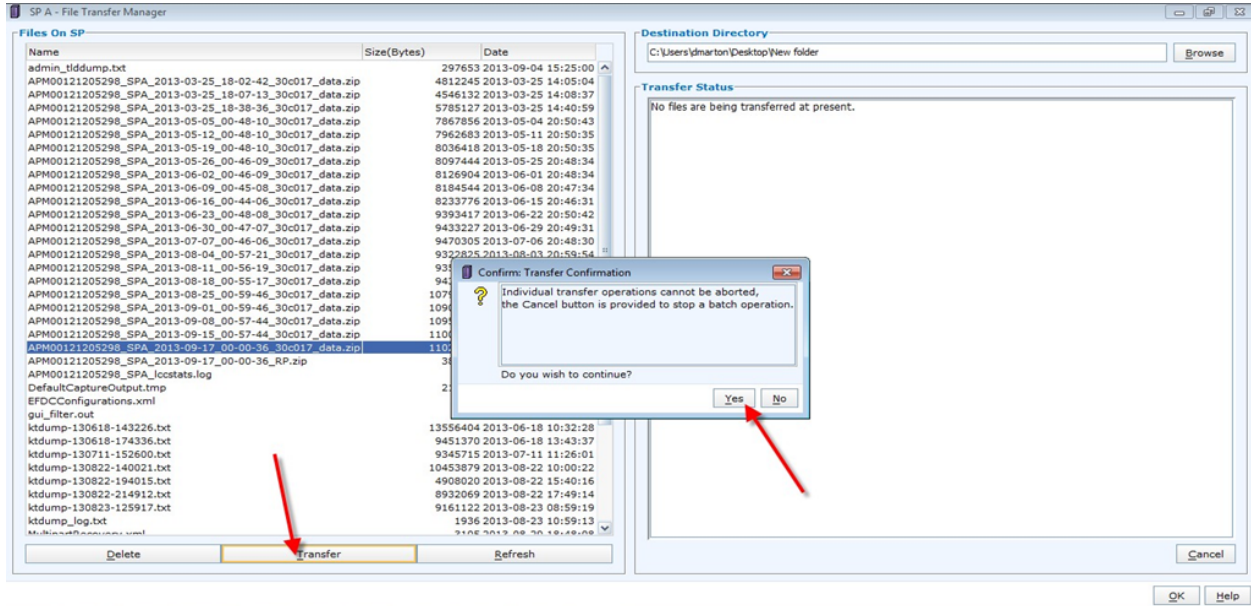 SP A - File Transfer Manager
Files On SP
Name Size(Bytes) Date
admin_tlddump.txt 297653 2013-09-04 15:25:00
APM00121205298_SPA_2013-03-25_18-02-42_30c017_data.zip 4812245 2013-03-25 14:05:04
APM00121205298_SPA_2013-03-25_18-07-13_30c017_data.zip 4546132 2013-03-25 14:08:37
APM00121205298_SPA_2013-03-25_18-38-36_30c017_data.zip 5785127 2013-03-25 14:40:59
APM00121205298_SPA_2013-05-05_00-48-10_30c017_data.zip 7867856 2013-05-04 20:50:43
APM00121205298_SPA_2013-05-12_00-48-10_30c017_data.zip 7962683 2013-05-11 20:50:35
APM00121205298_SPA_2013-05-19_00-48-10_30c017_data.zip 8036418 2013-05-18 20:50:35
APM00121205298_SPA_2013-05-26_00-46-09_30c017_data.zip 8097444 2013-05-25 20:48:34
APM00121205298_SPA_2013-06-02_00-46-09_30c017_data.zip 8126904 2013-06-01 20:48:34
APM00121205298_SPA_2013-06-09_00-45-08_30c017_data.zip 8184544 2013-06-08 20:47:34
APM00121205298_SPA_2013-06-16_00-44-06_30c017_data.zip 8233776 2013-06-15 20:46:31
APM00121205298_SPA_2013-06-23_00-48-08_30c017_data.zip 9393417 2013-06-22 20:50:42
APM00121205298_SPA_2013-06-30_00-47-07_30c017_data.zip 9433227 2013-06-29 20:49:31
APM00121205298_SPA_2013-07-07_00-46-06_30c017_data.zip 9470305 2013-07-06 20:48:30
APM00121205298_SPA_2013-08-04_00-57-21_30c017_data.zip 9322825 2013-08-03 20:59:54
APM00121205298_SPA_2013-08-11_00-56-19_30c017_data.zip
APM00121205298_SPA_2013-08-18_00-55-17_30c017_data.zip
APM00121205298_SPA_2013-08-25_00-59-46_30c017_data.zip
APM00121205298_SPA_2013-09-01_00-59-46_30c017_data.zip
APM00121205298_SPA_2013-09-08_00-57-44_30c017_data.zip
APM00121205298_SPA_2013-09-15_00-57-44_30c017_data.zip
APM00121205298_SPA_2013-09-17_00-00-36_30c017_data.zip
APM00121205298_SPA_2013-09-17_00-00-36_RP.zip
APM00121205298_SPA_lccstats.log
DefaultCaptureOutput.tmp
EFDCConfigurations.xml
gui_filter.out
ktdump-130618-143226.txt 13556404 2013-06-18 10:32:28
ktdump-130618-174336.txt 9451370 2013-06-18 13:43:37
ktdump-130711-152600.txt 9345715 2013-07-11 11:26:01
ktdump-130822-140021.txt 10453879 2013-08-22 10:00:22
ktdump-130822-194015.txt 4908020 2013-08-22 15:40:16
ktdump-130822-214912.txt 8932069 2013-08-22 17:49:14
ktdump-130823-125917.txt 9161122 2013-08-23 08:59:19
ktdump_log.txt 1936 2013-08-23 10:59:13
Delete Transfer Refresh
Destination Directory
C:\Users\dmarton\Desktop\New folder Browse
Transfer Status
No files are being transferred at present.
Confirm: Transfer Confirmation
Individual transfer operations cannot be aborted,
the Cancel button is provided to stop a batch operation.
Do you wish to continue?
Yes No
Cancel
OK Help